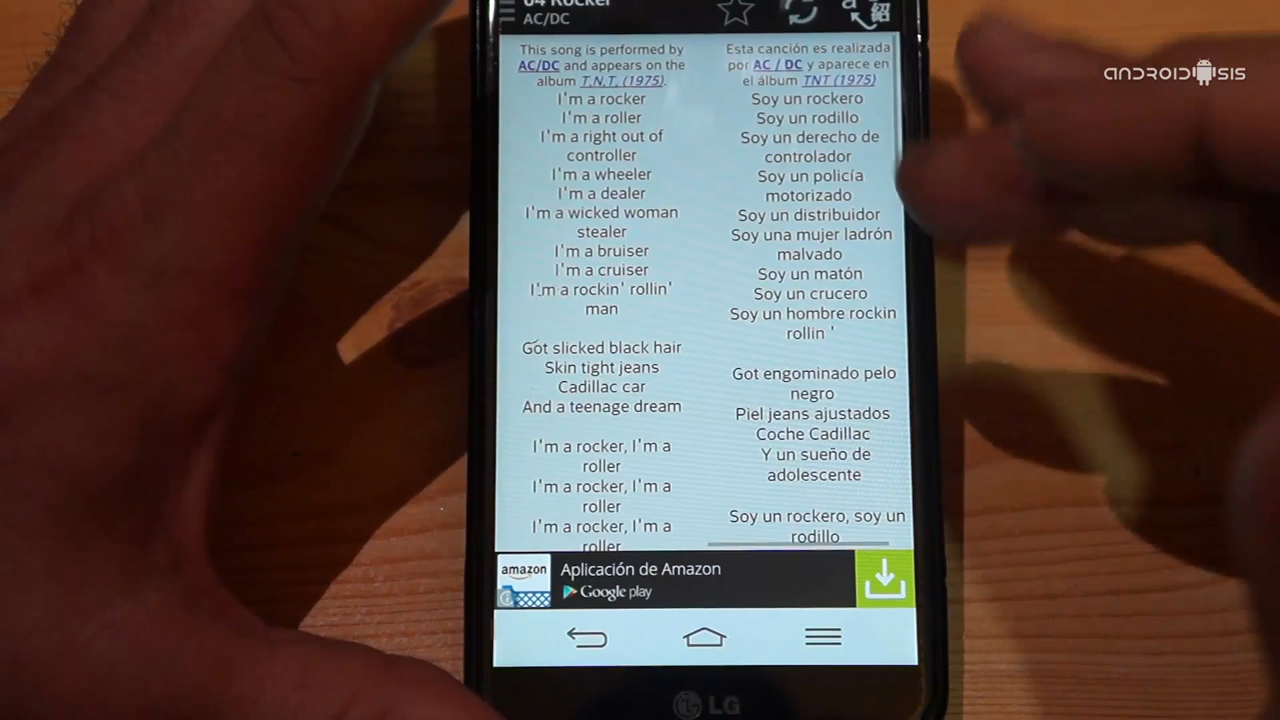 04 Rocker
AC/DC
ANDROIDSIS
This song is performed by
AC/DC and appears on the
album T.N.T. (1975).
I'm a rocker
I'm a roller
I'm a right out of
controller
I'm a wheeler
I'm a dealer
I'm a wicked woman
stealer
I'm a bruiser
I'm a cruiser
I'm a rockin' rollin'
man
Got slicked black hair
Skin tight jeans
Cadillac car
And a teenage dream
I'm a rocker, I'm a
roller
I'm a rocker, I'm a
roller
I'm a rocker, I'm a
roller
Esta canción es realizada
por AC / DC y aparece en
el álbum TNT (1975)
Soy un rockero
Soy un rodillo
Soy un derecho de
controlador
Soy un policía
motorizado
Soy un distribuidor
Soy una mujer ladrón
malvado
Soy un matón
Soy un crucero
Soy un hombre rockin
rollin '
Got engominado pelo
negro
Piel jeans ajustados
Coche Cadillac
Y un sueño de
adolescente
Soy un rockero, soy un
rodillo
amazon
Aplicación de Amazon
Google play
LG